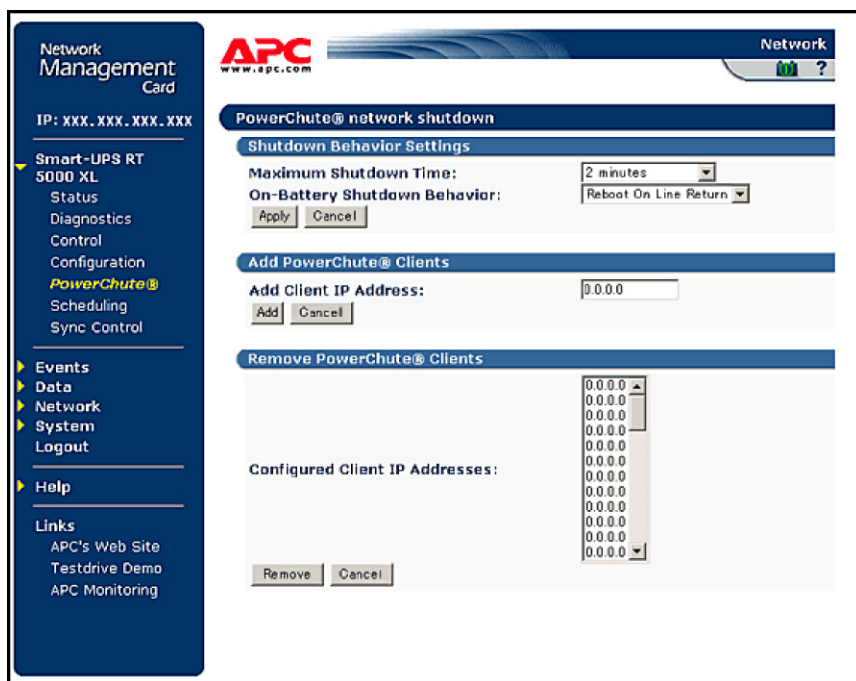 Network
Management
Card
IP: xxx.xxx.xxx.xxx
Smart-UPS RT
5000 XL
Status
Diagnostics
Control
Configuration
PowerChute®
Scheduling
Sync Control
Events
Data
Network
System
Logout
Help
Links
APC's Web Site
Testdrive Demo
APC Monitoring
APC
www.apc.com
Network
?
PowerChute® network shutdown
Shutdown Behavior Settings
Maximum Shutdown Time: 2 minutes
On-Battery Shutdown Behavior: Reboot On Line Return
Apply Cancel
Add PowerChute® Clients
Add Client IP Address: 0.0.0.0
Add Cancel
Remove PowerChute® Clients
Configured Client IP Addresses:
0.0.0.0
0.0.0.0
0.0.0.0
0.0.0.0
0.0.0.0
0.0.0.0
0.0.0.0
0.0.0.0
0.0.0.0
0.0.0.0
0.0.0.0
0.0.0.0
Remove Cancel